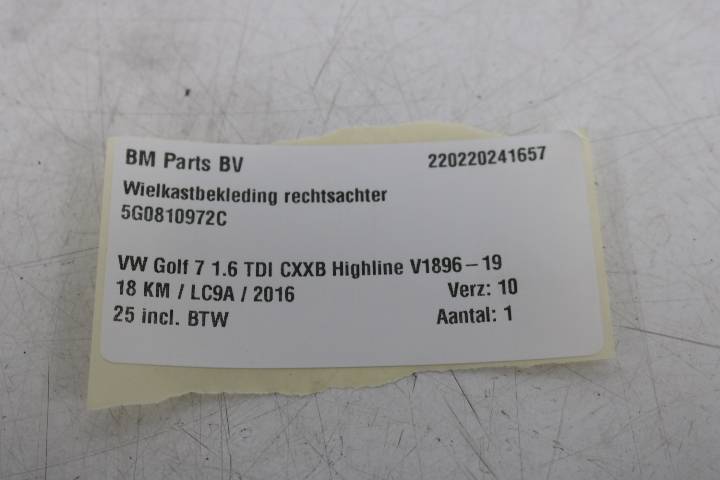 BM Parts BV 220220241657
Wielkastbekleding rechtsachter
5G0810972C
VW Golf 7 1.6 TDI CXXB Highline V1896-19
18 KM / LC9A / 2016 Verz: 10
25 incl. BTW Aantal: 1